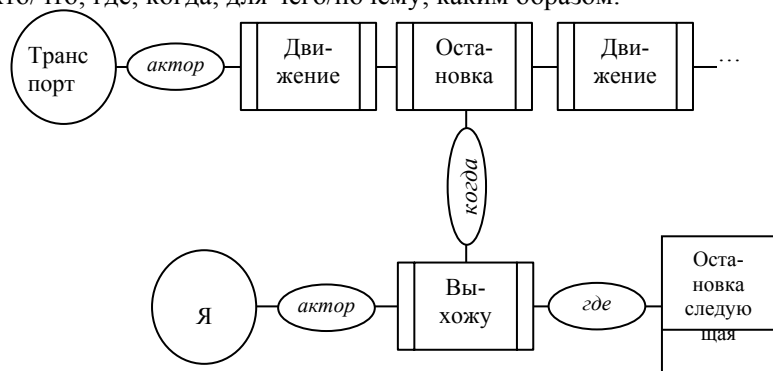 кто/что, где, когда, для чего/почему, каким образом.
Транс
порт
актор
Дви-
жение
Оста-
новка
Дви-
жение
...
когда
Я
актор
Вы-
хожу
где
Оста-
новка
следую
щая